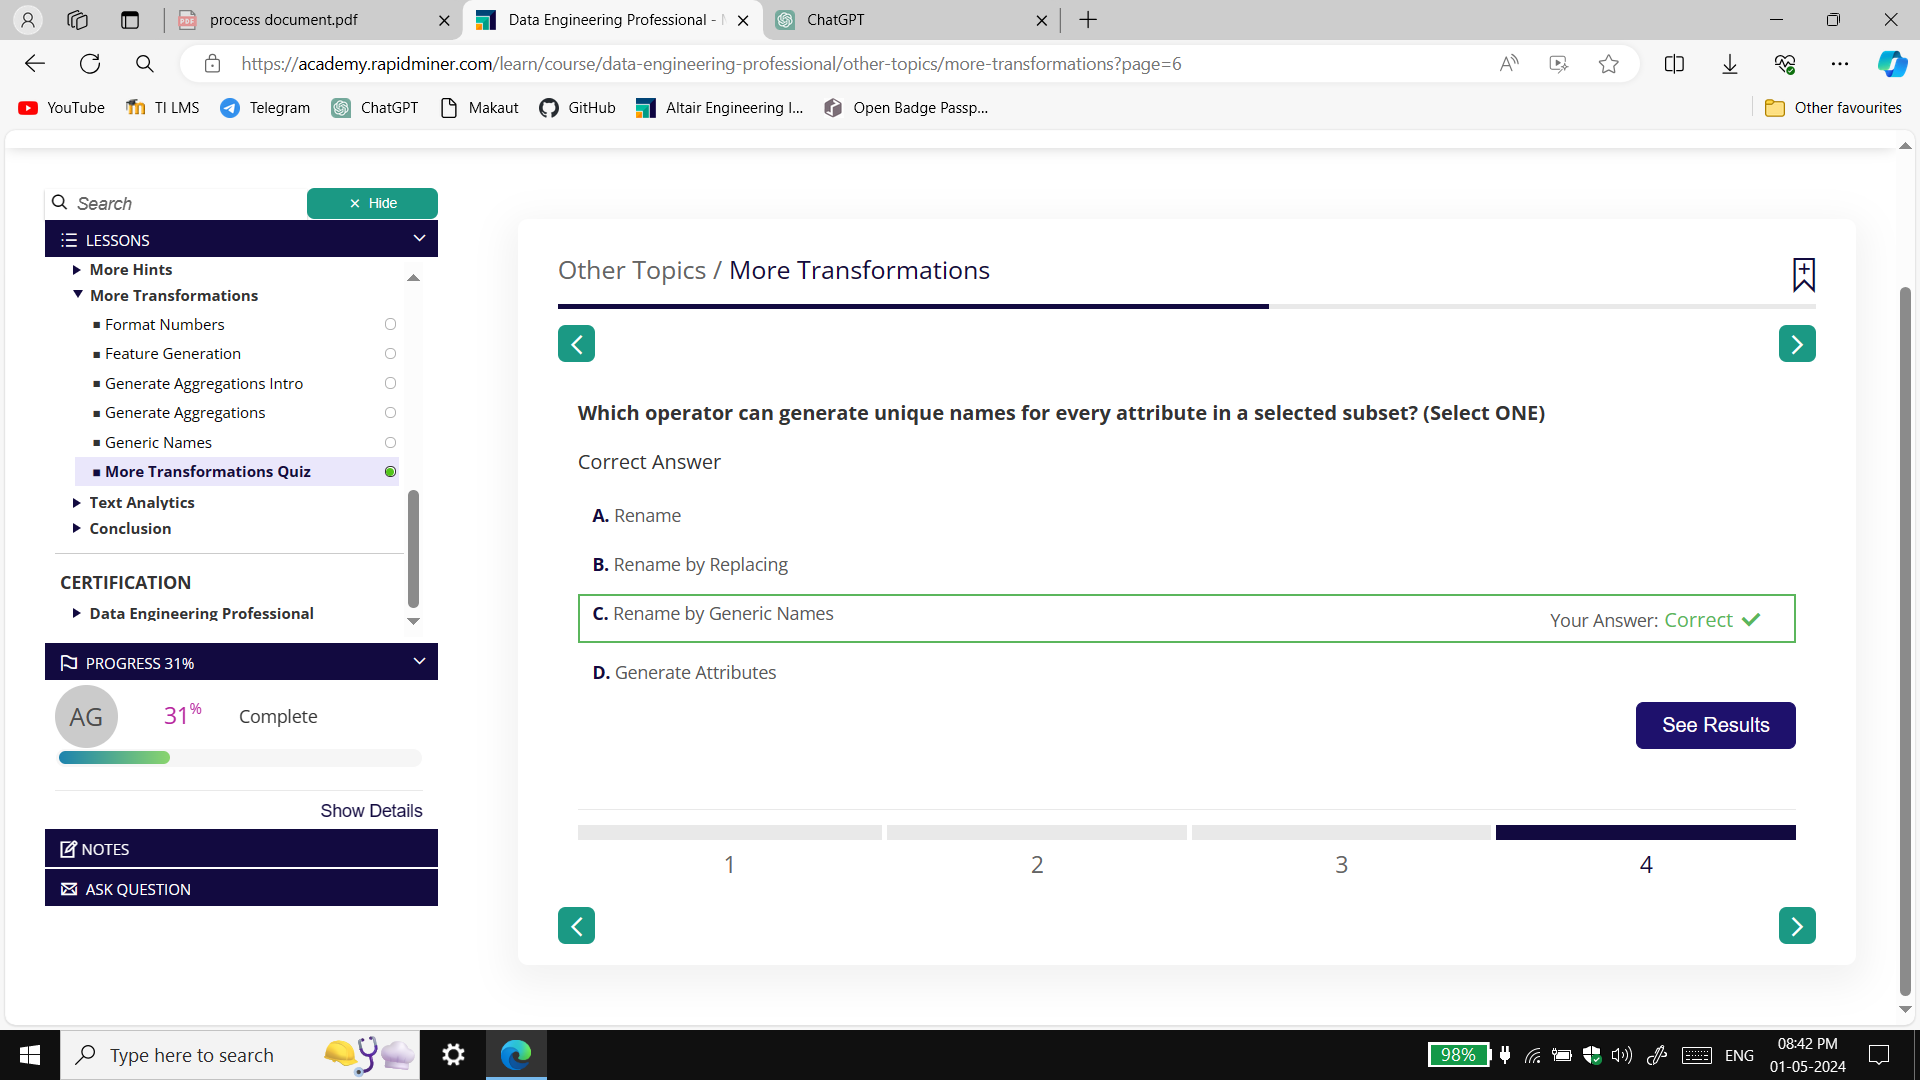 process document.pdf
Data Engineering Professional -
ChatGPT
https://academy.rapidminer.com/learn/course/data-engineering-professional/other-topics/more-transformations?page=6
YouTube
TI LMS
Telegram
ChatGPT
Makaut
GitHub
Altair Engineering I...
Open Badge Passp...
Other favourites
Search
× Hide
LESSONS
More Hints
More Transformations
Format Numbers
Feature Generation
Generate Aggregations Intro
Generate Aggregations
Generic Names
More Transformations Quiz
Text Analytics
Conclusion
CERTIFICATION
Data Engineering Professional
PROGRESS 31%
AG
31%
Complete
Show Details
NOTES
ASK QUESTION
Other Topics / More Transformations
Which operator can generate unique names for every attribute in a selected subset? (Select ONE)
Correct Answer
A. Rename
B. Rename by Replacing
C. Rename by Generic Names
Your Answer: Correct
D. Generate Attributes
See Results
1
2
3
4
Type here to search
98%
ENG
08:42 PM
01-05-2024